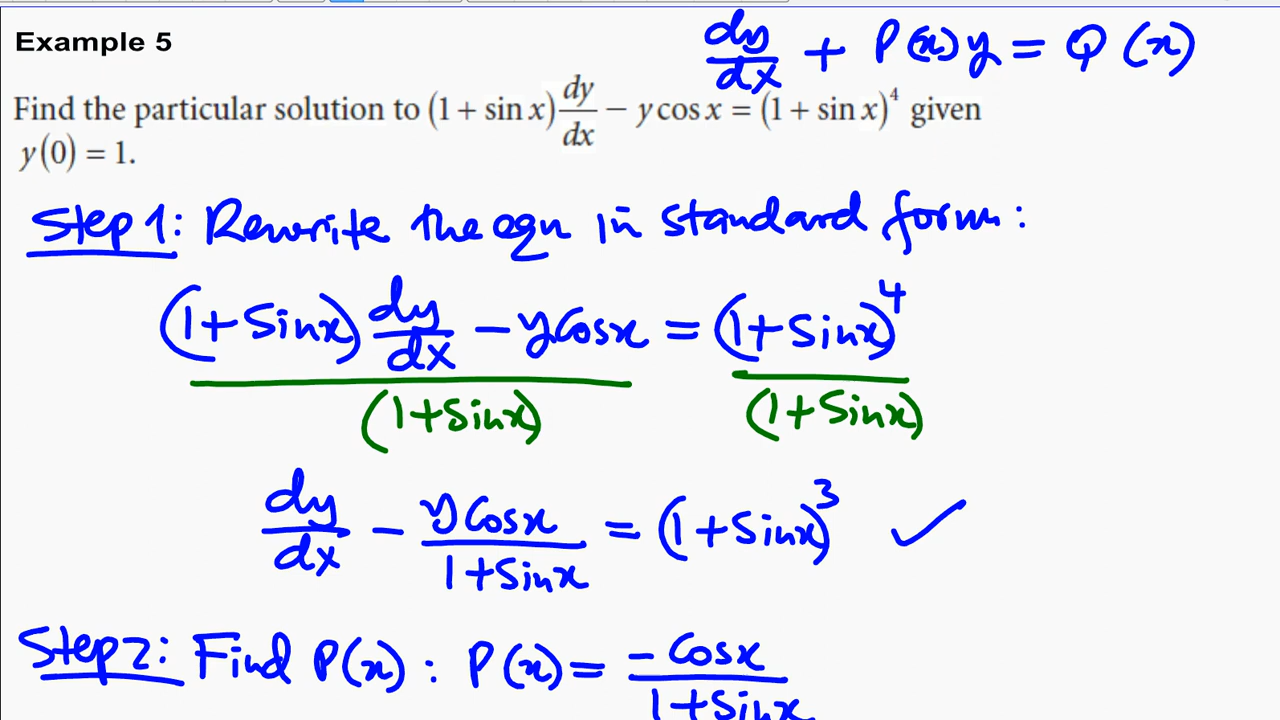 Example 5
dy/dx + P(x)y = Q(x)
Find the particular solution to (1 + sin x) dy/dx − y cos x = (1 + sin x)⁴ given
y(0) = 1.
Step 1: Rewrite the eqn in standard form:
(1+Sinx) dy/dx − yCosx = (1+Sinx)⁴
(1+Sinx) (1+Sinx)
dy/dx − yCosx/1+Sinx = (1+Sinx)³ ✓
Step 2: Find P(x) : P(x) = −Cosx/1+Sinx